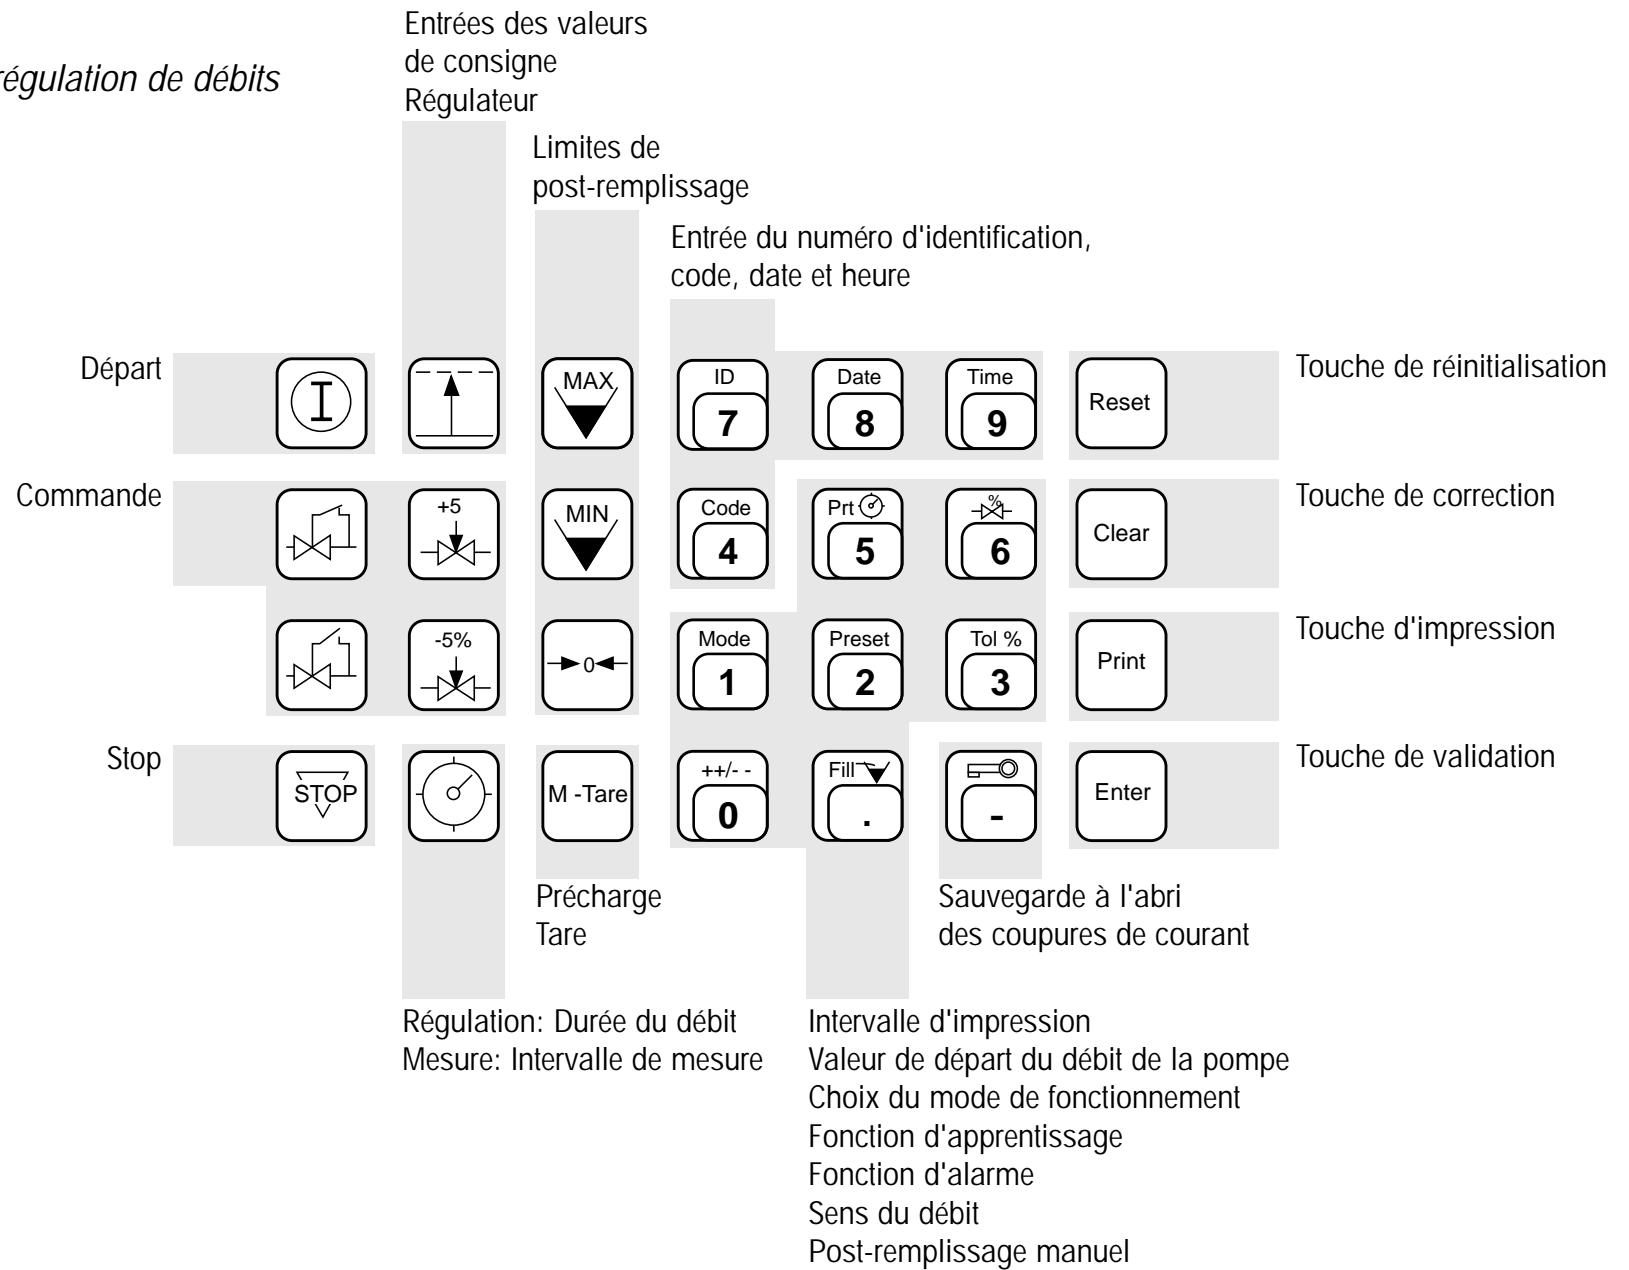 Entrées des valeurs
de consigne
Régulateur
régulation de débits
Limites de
post-remplissage
Entrée du numéro d'identification,
code, date et heure
Départ
I
MAX
ID
7
Date
8
Time
9
Reset
Touche de réinitialisation
Commande
+5
MIN
Code
4
Prt
5
%
6
Clear
Touche de correction
-5%
0
Mode
1
Preset
2
Tol %
3
Print
Touche d'impression
Stop
STOP
M -Tare
++/- -
0
Fill
.
-
Enter
Touche de validation
Précharge
Tare
Sauvegarde à l'abri
des coupures de courant
Régulation: Durée du débit
Mesure: Intervalle de mesure
Intervalle d'impression
Valeur de départ du débit de la pompe
Choix du mode de fonctionnement
Fonction d'apprentissage
Fonction d'alarme
Sens du débit
Post-remplissage manuel